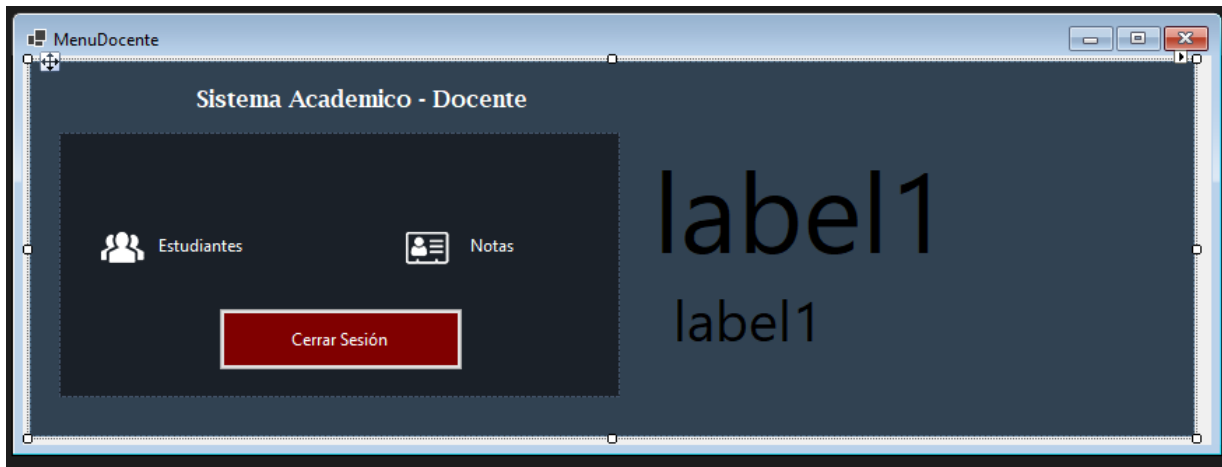 MenuDocente
Sistema Academico - Docente
Estudiantes
Notas
Cerrar Sesión
label1
label1